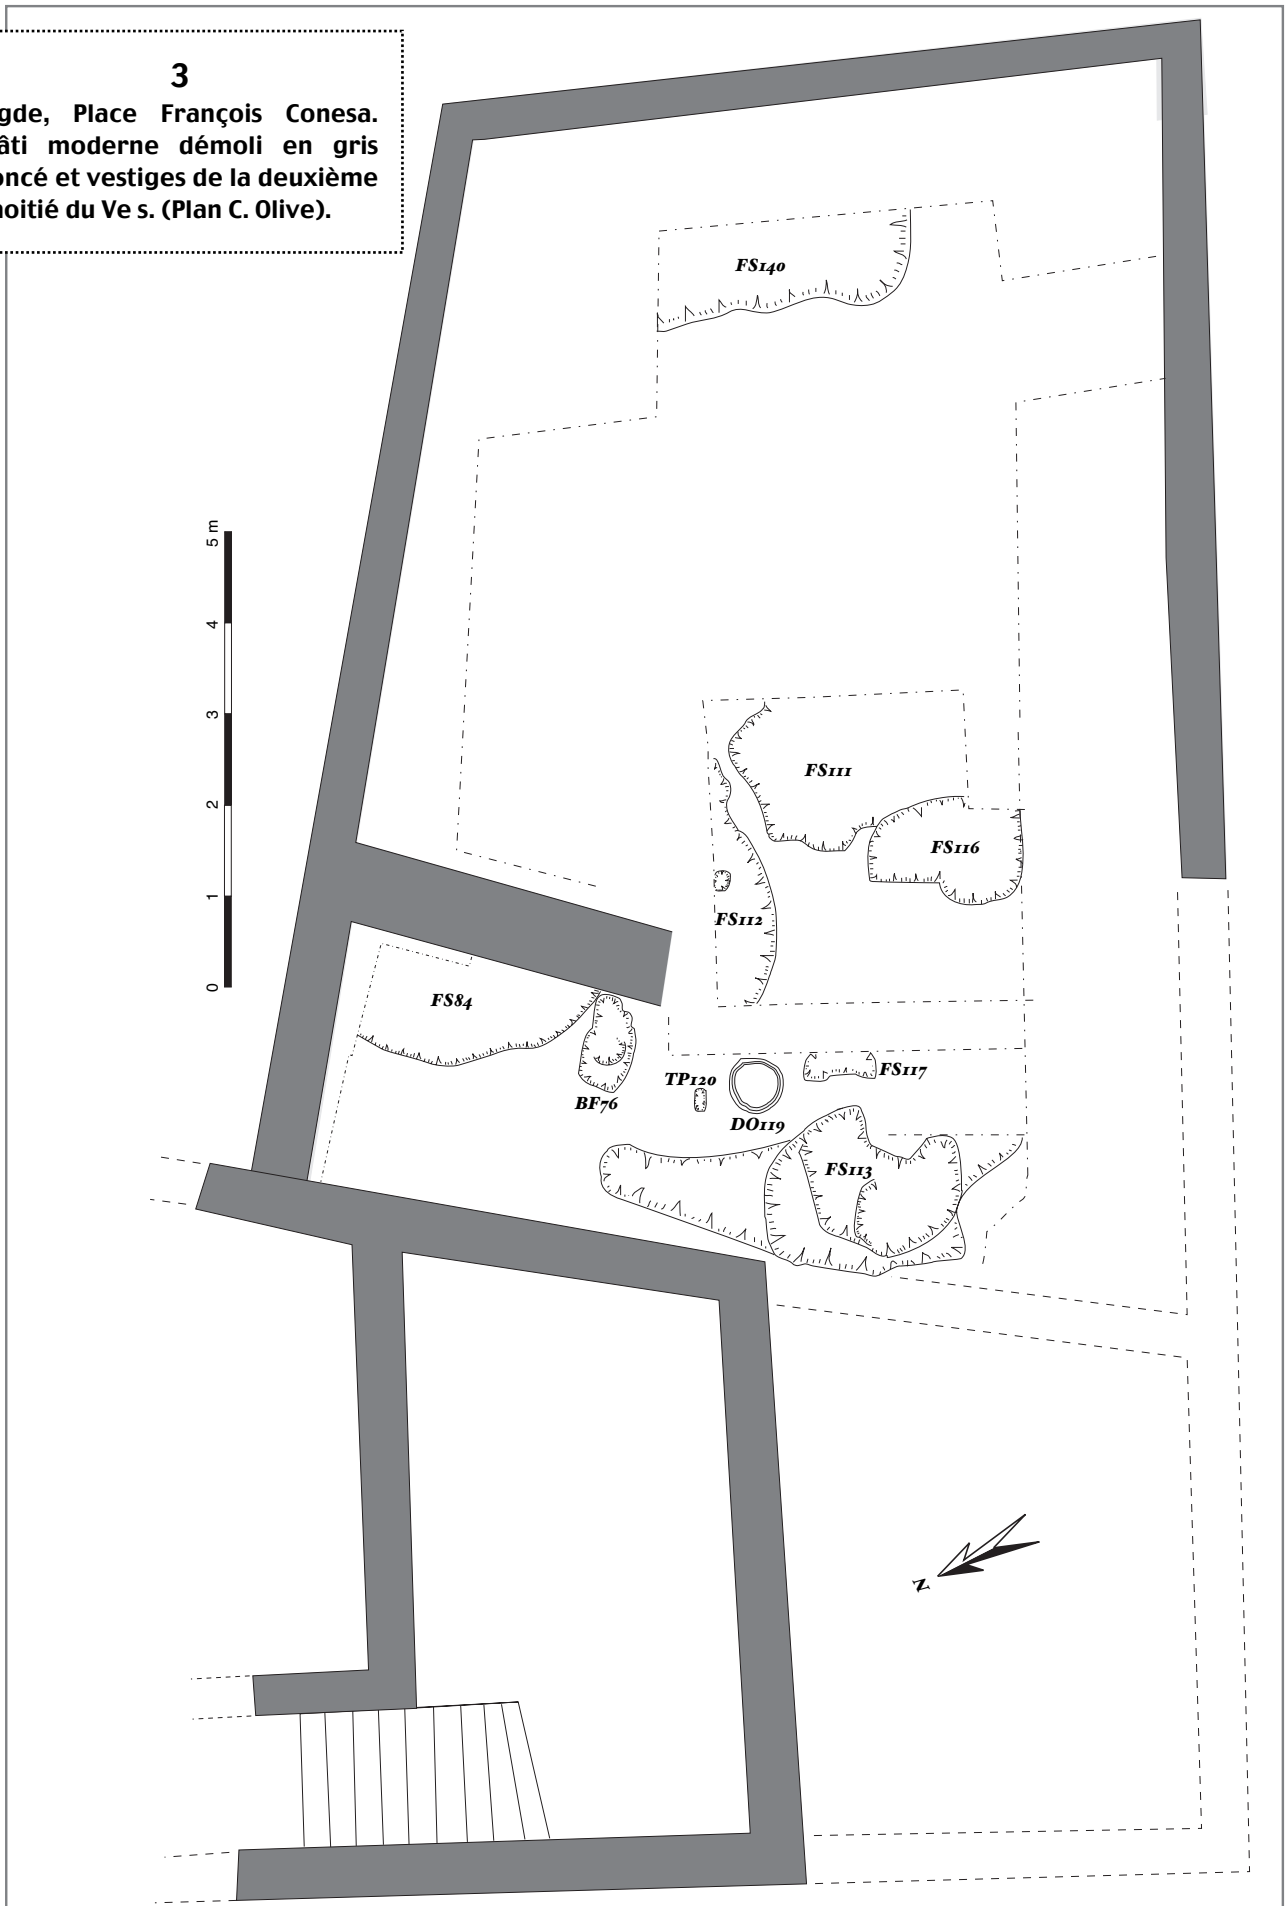 3
gde, Place François Conesa.
âti moderne démoli en gris
oncé et vestiges de la deuxième
oitié du Ve s. (Plan C. Olive).
FS140
5 m
4
3
2
1
0
FS111
FS116
FS112
FS84
FS117
TP120
BF76
DO119
FS113
N